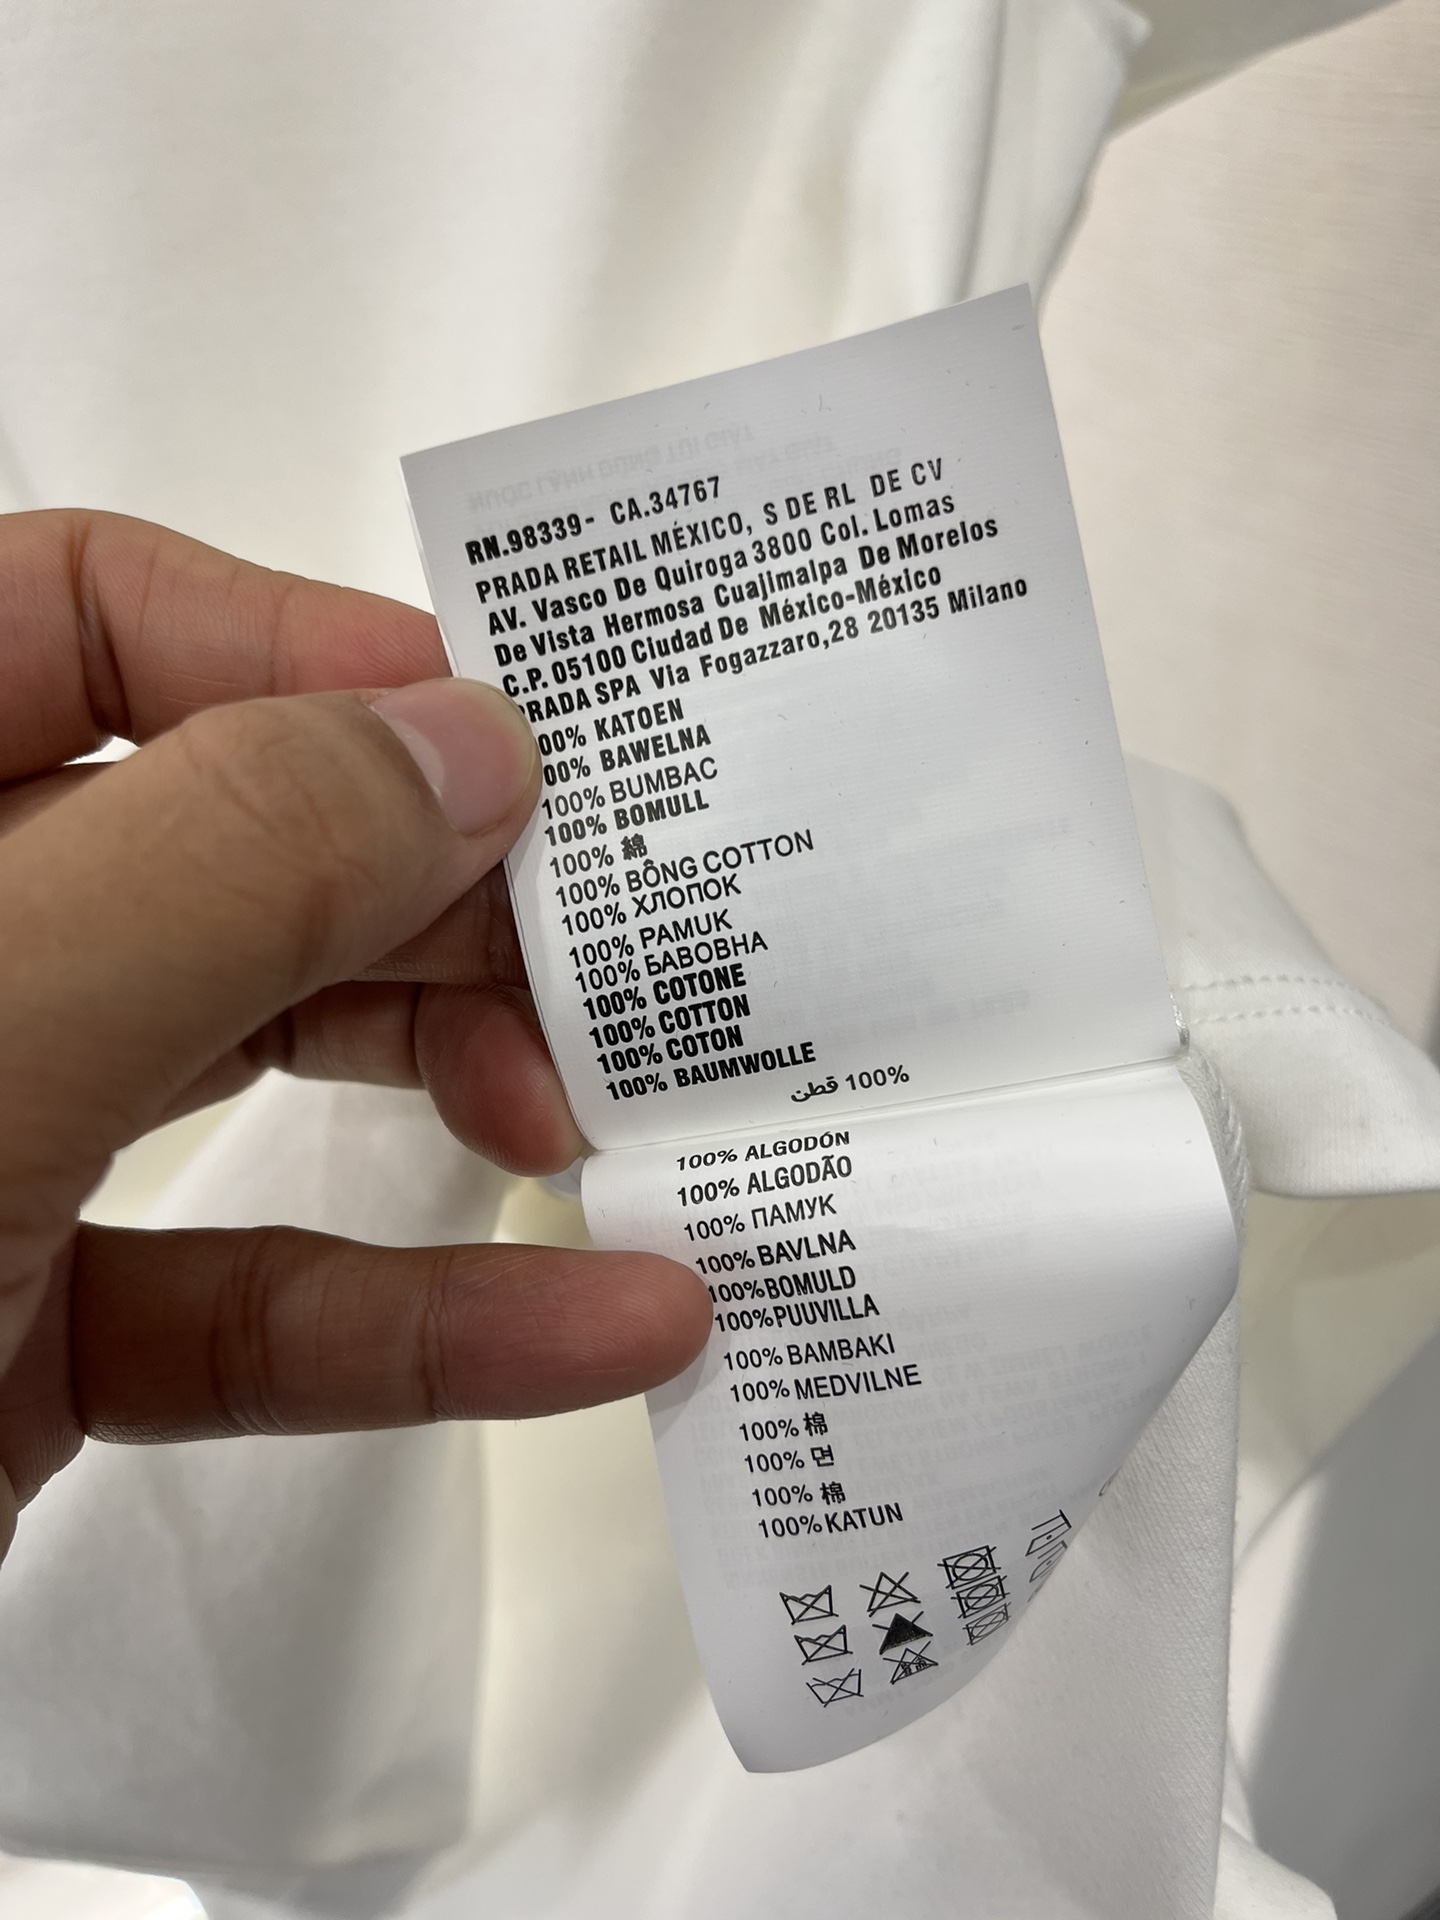 RN.98339- CA.34767
PRADA RETAIL MÉXICO, S DE RL DE CV
AV. Vasco De Quiroga 3800 Col. Lomas
De Vista Hermosa Cuajimalpa De Morelos
C.P. 05100 Ciudad De México-México
PRADA SPA Via Fogazzaro,28 20135 Milano
00% KATOEN
00% BAWELNA
100% BUMBAC
100% BOMULL
100% 綿
100% BÔNG COTTON
100% ХЛОПОК
100% PAMUK
100% БАВОВНА
100% COTONE
100% COTTON
100% COTON
100% BAUMWOLLE
100% قطن
100% ALGODÓN
100% ALGODÃO
100% ПАМУК
100% BAVLNA
100% BOMULD
100% PUUVILLA
100% BAMBAKI
100% MEDVILNE
100% 棉
100% 면
100% 棉
100% KATUN